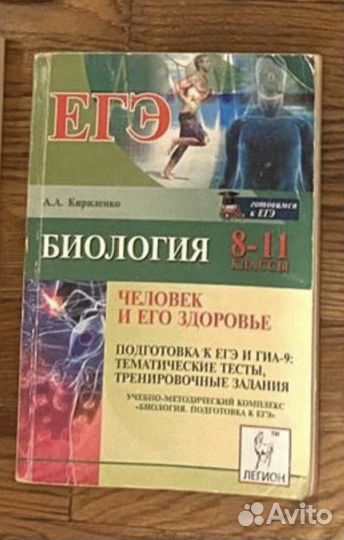 ЕГЭ
А.А. Кириленко
готовимся
к ЕГЭ
БИОЛОГИЯ
8-11
КЛАССЫ
ЧЕЛОВЕК
И ЕГО ЗДОРОВЬЕ
ПОДГОТОВКА К ЕГЭ И ГИА-9:
ТЕМАТИЧЕСКИЕ ТЕСТЫ,
ТРЕНИРОВОЧНЫЕ ЗАДАНИЯ
УЧЕБНО-МЕТОДИЧЕСКИЙ КОМПЛЕКС
«БИОЛОГИЯ. ПОДГОТОВКА К ЕГЭ»
TM
ЛЕГИОН
Avito